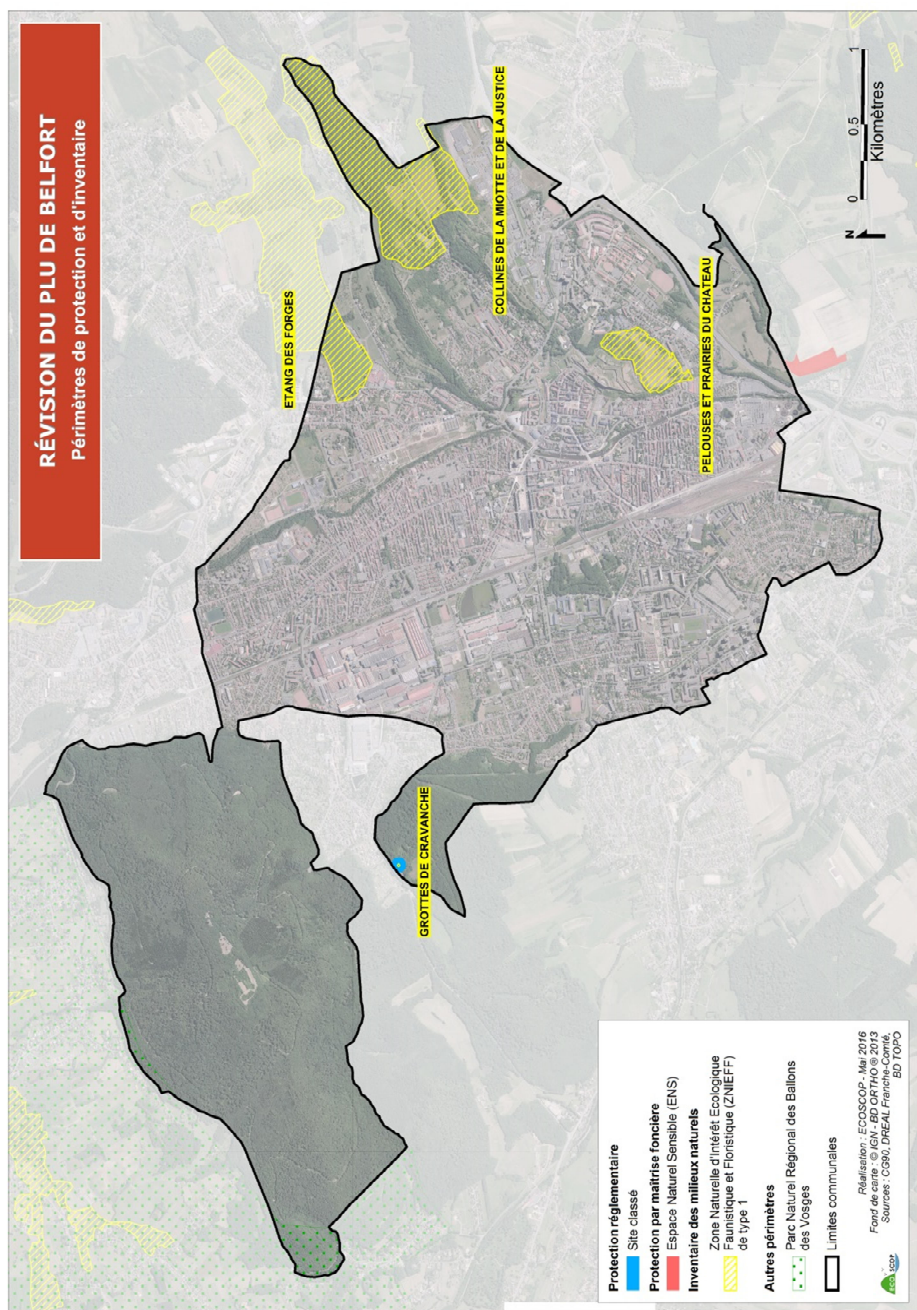 RÉVISION DU PLU DE BELFORT
Périmètres de protection et d'inventaire
ETANG DES FORGES
COLLINES DE LA MIOTTE ET DE LA JUSTICE
GROTTES DE CRAVANCHE
PELOUSES ET PRAIRIES DU CHATEAU
N
0
0.5
1
Kilomètres
Protection réglementaire
Site classé
Protection par maîtrise foncière
Espace Naturel Sensible (ENS)
Inventaire des milieux naturels
Zone Naturelle d'Intérêt Ecologique
Faunistique et Floristique (ZNIEFF)
de type 1
Autres périmètres
Parc Naturel Régional des Ballons
des Vosges
Limites communales
Réalisation : ECOSCOP - Mai 2016
Fond de carte : © IGN - BD ORTHO ® 2013
Sources : CG90, DREAL Franche-Comté,
BD TOPO
eco scop